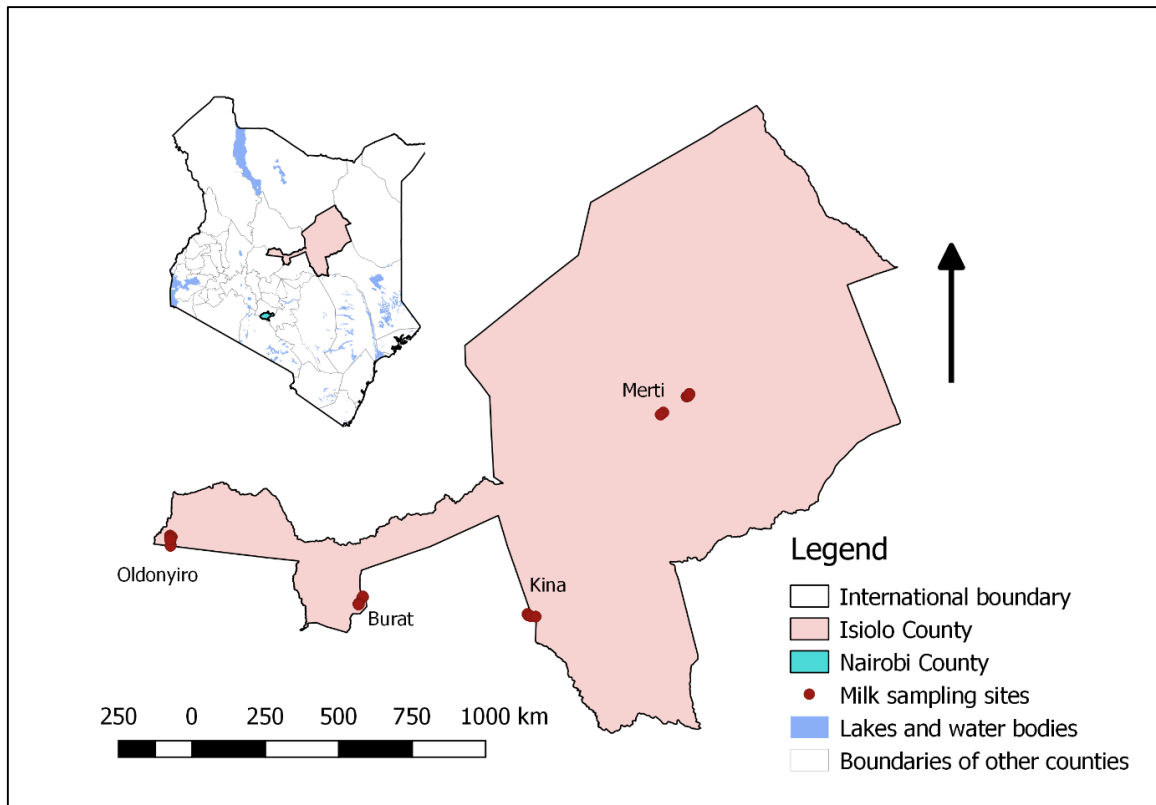 Merti
Oldonyiro
Burat
Kina
Legend
International boundary
Isiolo County
Nairobi County
Milk sampling sites
Lakes and water bodies
Boundaries of other counties
250 0 250 500 750 1000 km